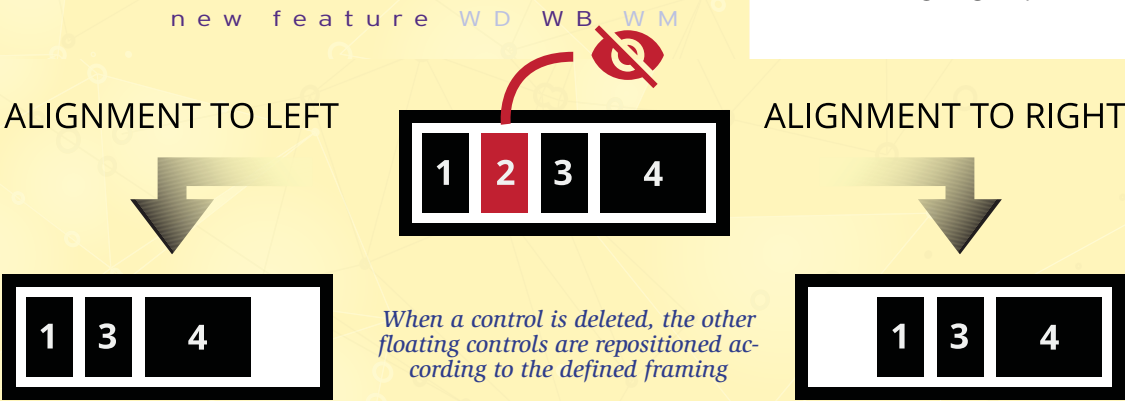 new feature WD WB WM
ALIGNMENT TO LEFT
ALIGNMENT TO RIGHT
1 2 3 4
1 3 4
When a control is deleted, the other
floating controls are repositioned ac-
cording to the defined framing
1 3 4